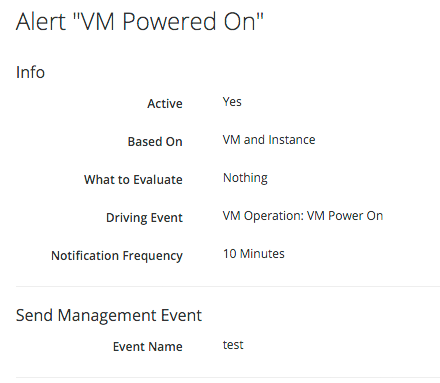 Alert "VM Powered On"
Info
Active Yes
Based On VM and Instance
What to Evaluate Nothing
Driving Event VM Operation: VM Power On
Notification Frequency 10 Minutes
Send Management Event
Event Name test